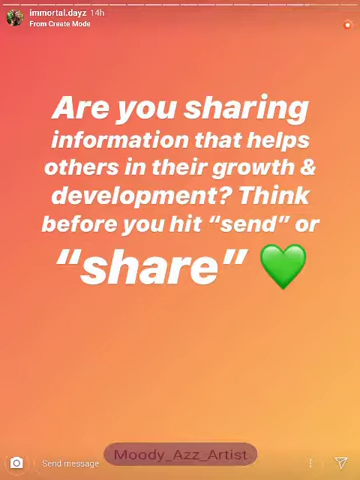 immortal.dayz 14h
From Create Mode
Are you sharing
information that helps
others in their growth &
development? Think
before you hit “send” or
“share” 💚
Moody_Azz_Artist
Send message